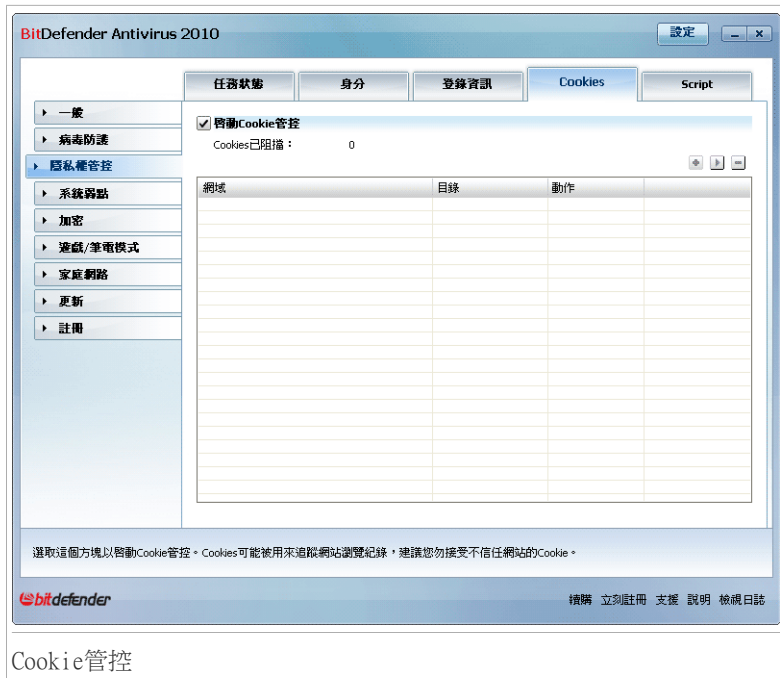 BitDefender Antivirus 2010
設定
任務狀態 身分 登錄資訊 Cookies Script
一般
病毒防護
隱私權管控
系統弱點
加密
遊戲/筆電模式
家庭網路
更新
註冊
啓動Cookie管控
Cookies已阻擋： 0
網域 目錄 動作
選取這個方塊以啓動Cookie管控。Cookies可能被用來追蹤網站瀏覽紀錄，建議您勿接受不信任網站的Cookie。
bitdefender
續購 立刻註冊 支援 說明 檢視日誌
Cookie管控